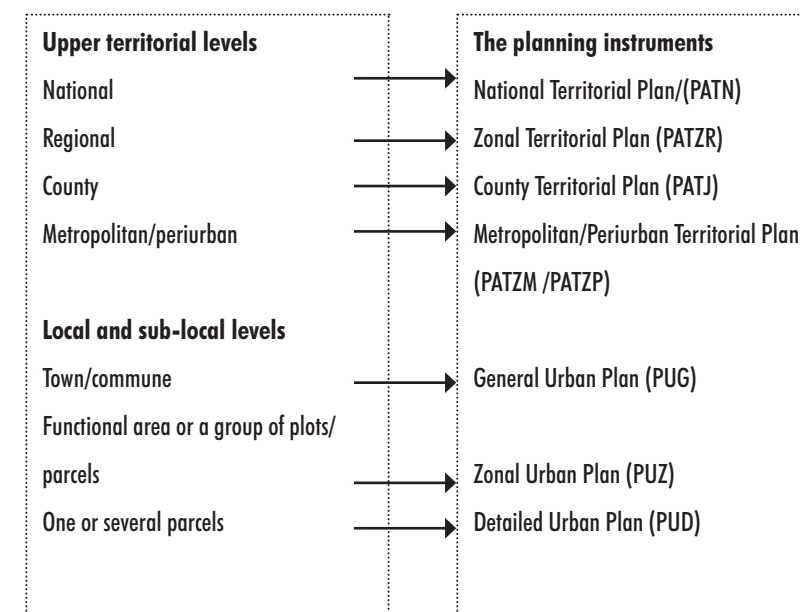 Upper territorial levels
National
Regional
County
Metropolitan/periurban
Local and sub-local levels
Town/commune
Functional area or a group of plots/
parcels
One or several parcels
The planning instruments
National Territorial Plan/(PATN)
Zonal Territorial Plan (PATZR)
County Territorial Plan (PATJ)
Metropolitan/Periurban Territorial Plan
(PATZM /PATZP)
General Urban Plan (PUG)
Zonal Urban Plan (PUZ)
Detailed Urban Plan (PUD)